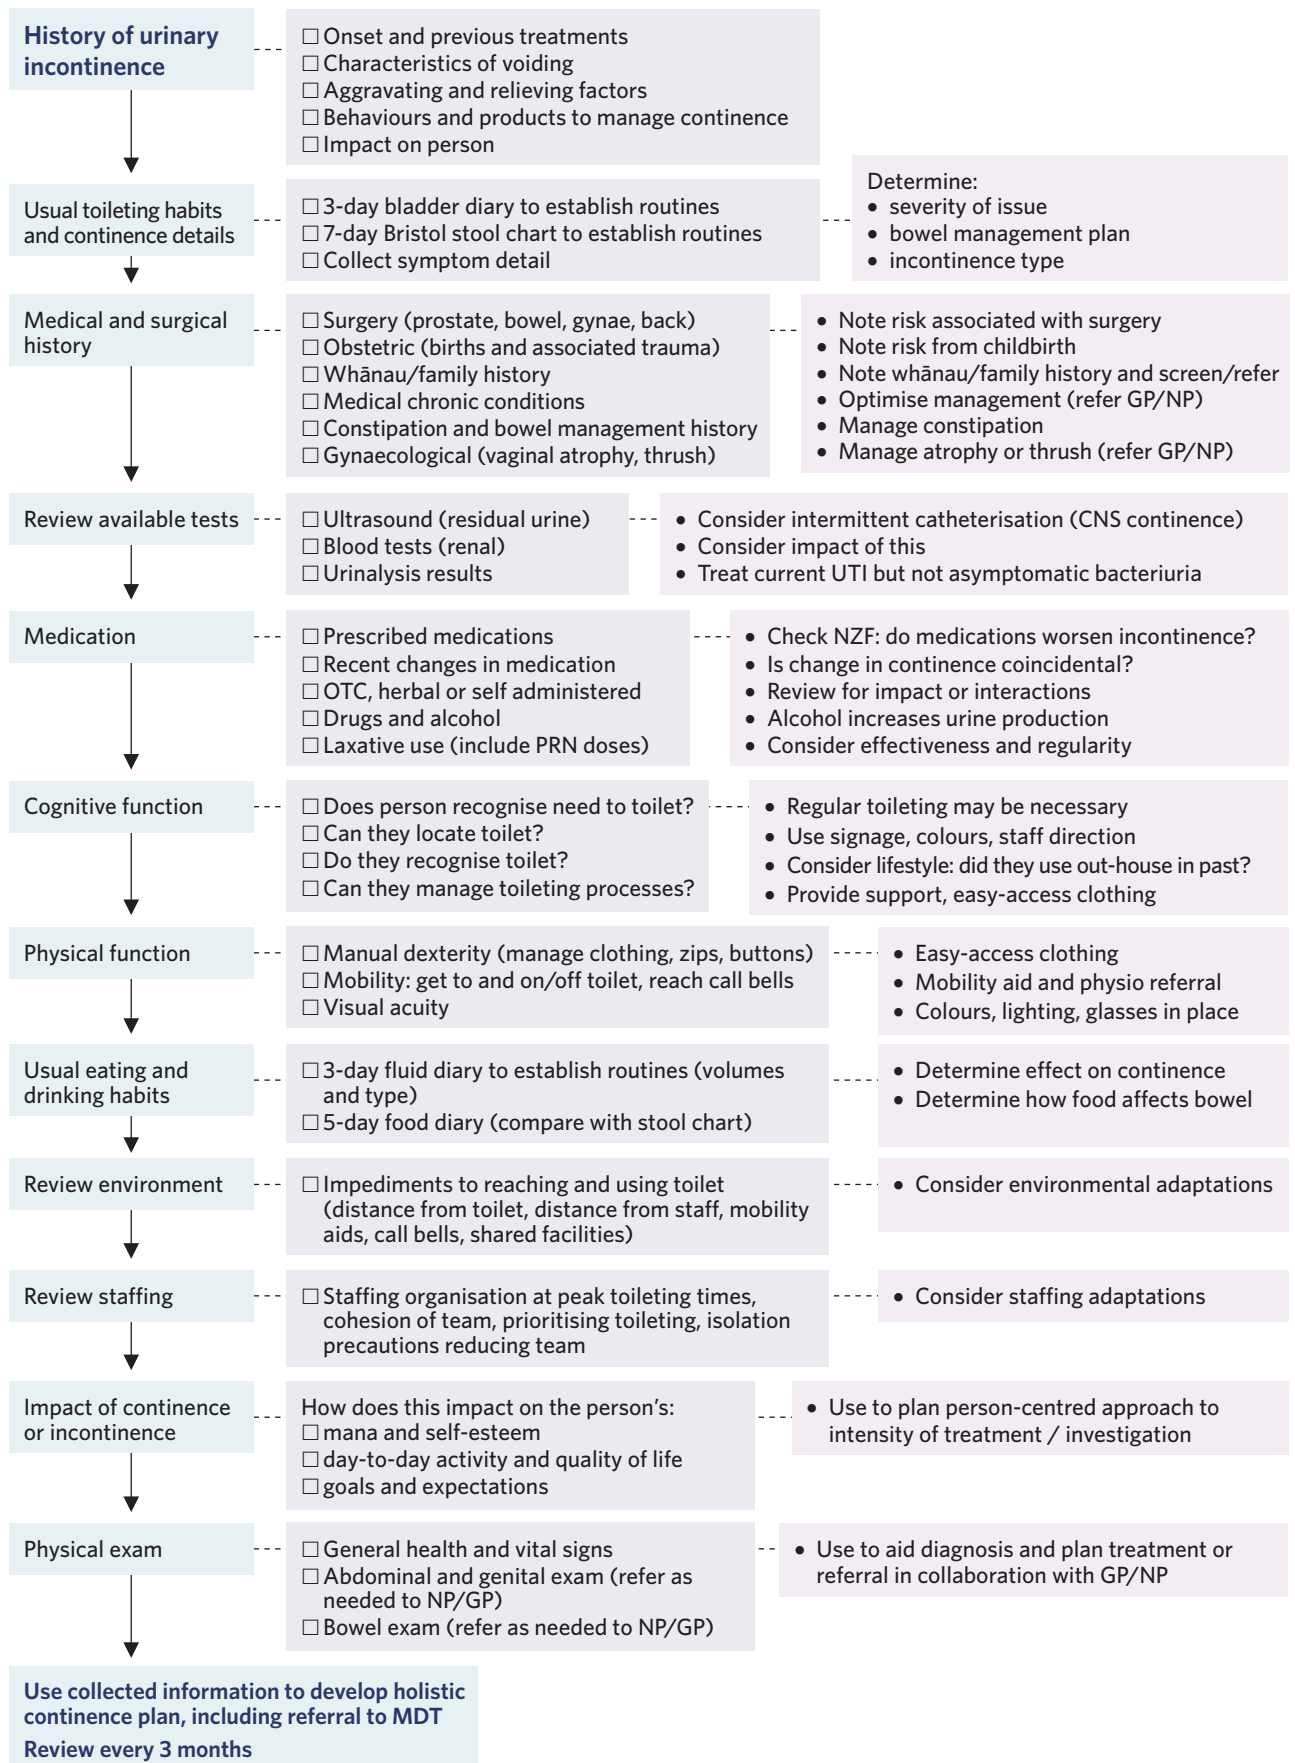 History of urinary
incontinence
☐ Onset and previous treatments
☐ Characteristics of voiding
☐ Aggravating and relieving factors
☐ Behaviours and products to manage continence
☐ Impact on person
Usual toileting habits
and continence details
☐ 3-day bladder diary to establish routines
☐ 7-day Bristol stool chart to establish routines
☐ Collect symptom detail
Determine:
• severity of issue
• bowel management plan
• incontinence type
Medical and surgical
history
☐ Surgery (prostate, bowel, gynae, back)
☐ Obstetric (births and associated trauma)
☐ Whānau/family history
☐ Medical chronic conditions
☐ Constipation and bowel management history
☐ Gynaecological (vaginal atrophy, thrush)
• Note risk associated with surgery
• Note risk from childbirth
• Note whānau/family history and screen/refer
• Optimise management (refer GP/NP)
• Manage constipation
• Manage atrophy or thrush (refer GP/NP)
Review available tests
☐ Ultrasound (residual urine)
☐ Blood tests (renal)
☐ Urinalysis results
• Consider intermittent catheterisation (CNS continence)
• Consider impact of this
• Treat current UTI but not asymptomatic bacteriuria
Medication
☐ Prescribed medications
☐ Recent changes in medication
☐ OTC, herbal or self administered
☐ Drugs and alcohol
☐ Laxative use (include PRN doses)
• Check NZF: do medications worsen incontinence?
• Is change in continence coincidental?
• Review for impact or interactions
• Alcohol increases urine production
• Consider effectiveness and regularity
Cognitive function
☐ Does person recognise need to toilet?
☐ Can they locate toilet?
☐ Do they recognise toilet?
☐ Can they manage toileting processes?
• Regular toileting may be necessary
• Use signage, colours, staff direction
• Consider lifestyle: did they use out-house in past?
• Provide support, easy-access clothing
Physical function
☐ Manual dexterity (manage clothing, zips, buttons)
☐ Mobility: get to and on/off toilet, reach call bells
☐ Visual acuity
• Easy-access clothing
• Mobility aid and physio referral
• Colours, lighting, glasses in place
Usual eating and
drinking habits
☐ 3-day fluid diary to establish routines (volumes
and type)
☐ 5-day food diary (compare with stool chart)
• Determine effect on continence
• Determine how food affects bowel
Review environment
☐ Impediments to reaching and using toilet
(distance from toilet, distance from staff, mobility
aids, call bells, shared facilities)
• Consider environmental adaptations
Review staffing
☐ Staffing organisation at peak toileting times,
cohesion of team, prioritising toileting, isolation
precautions reducing team
• Consider staffing adaptations
Impact of continence
or incontinence
How does this impact on the person's:
☐ mana and self-esteem
☐ day-to-day activity and quality of life
☐ goals and expectations
• Use to plan person-centred approach to
intensity of treatment / investigation
Physical exam
☐ General health and vital signs
☐ Abdominal and genital exam (refer as
needed to NP/GP)
☐ Bowel exam (refer as needed to NP/GP)
• Use to aid diagnosis and plan treatment or
referral in collaboration with GP/NP
Use collected information to develop holistic
continence plan, including referral to MDT
Review every 3 months